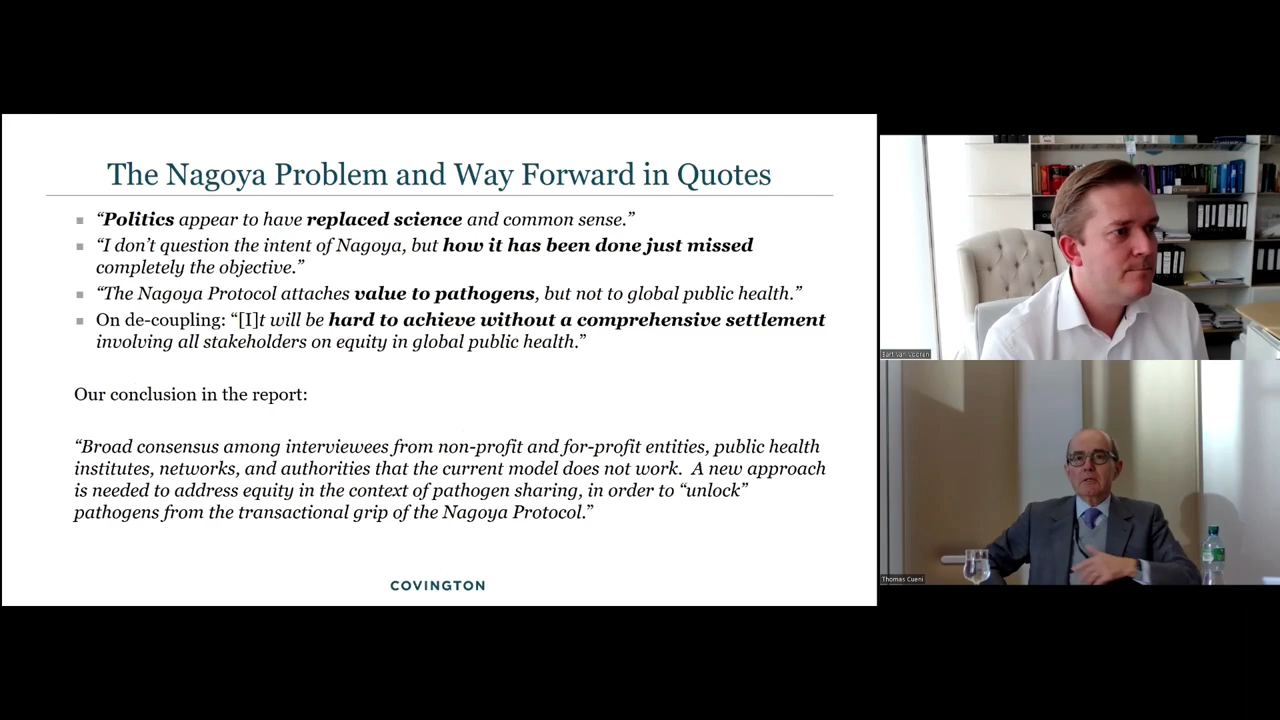 The Nagoya Problem and Way Forward in Quotes
“Politics appear to have replaced science and common sense.”
“I don’t question the intent of Nagoya, but how it has been done just missed
completely the objective.”
“The Nagoya Protocol attaches value to pathogens, but not to global public health.”
On de-coupling: “[I]t will be hard to achieve without a comprehensive settlement
involving all stakeholders on equity in global public health.”
Our conclusion in the report:
“Broad consensus among interviewees from non-profit and for-profit entities, public health
institutes, networks, and authorities that the current model does not work.  A new approach
is needed to address equity in the context of pathogen sharing, in order to “unlock”
pathogens from the transactional grip of the Nagoya Protocol.”
COVINGTON
Bart Van Vooren
Thomas Cueni